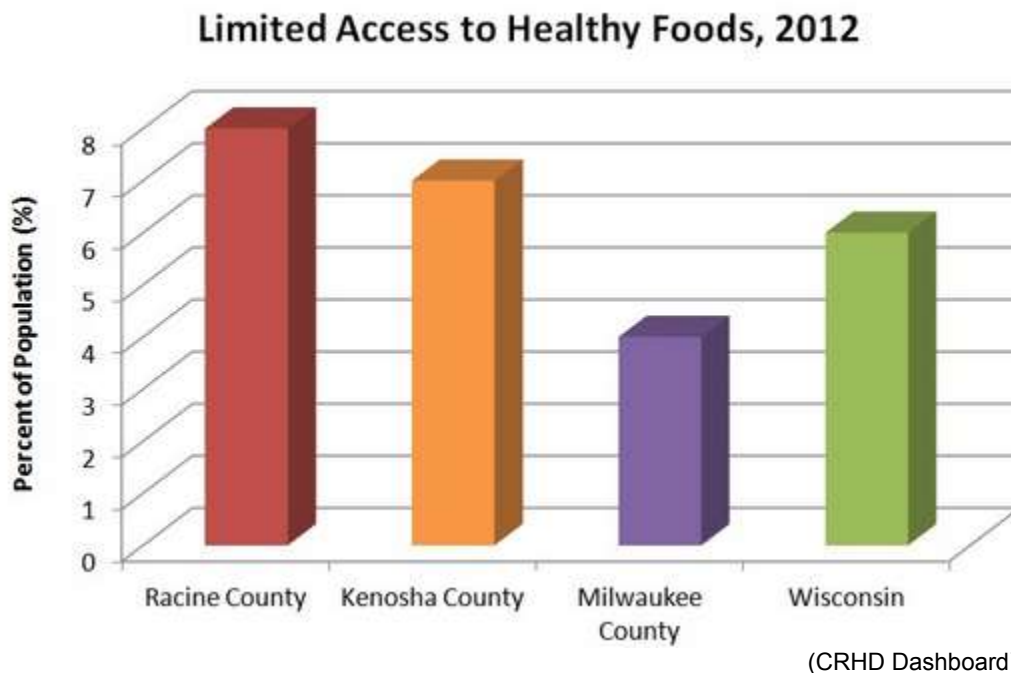 Limited Access to Healthy Foods, 2012
Percent of Population (%)
8
7
6
5
4
3
2
1
0
Racine County
Kenosha County
Milwaukee
County
Wisconsin
(CRHD Dashboard